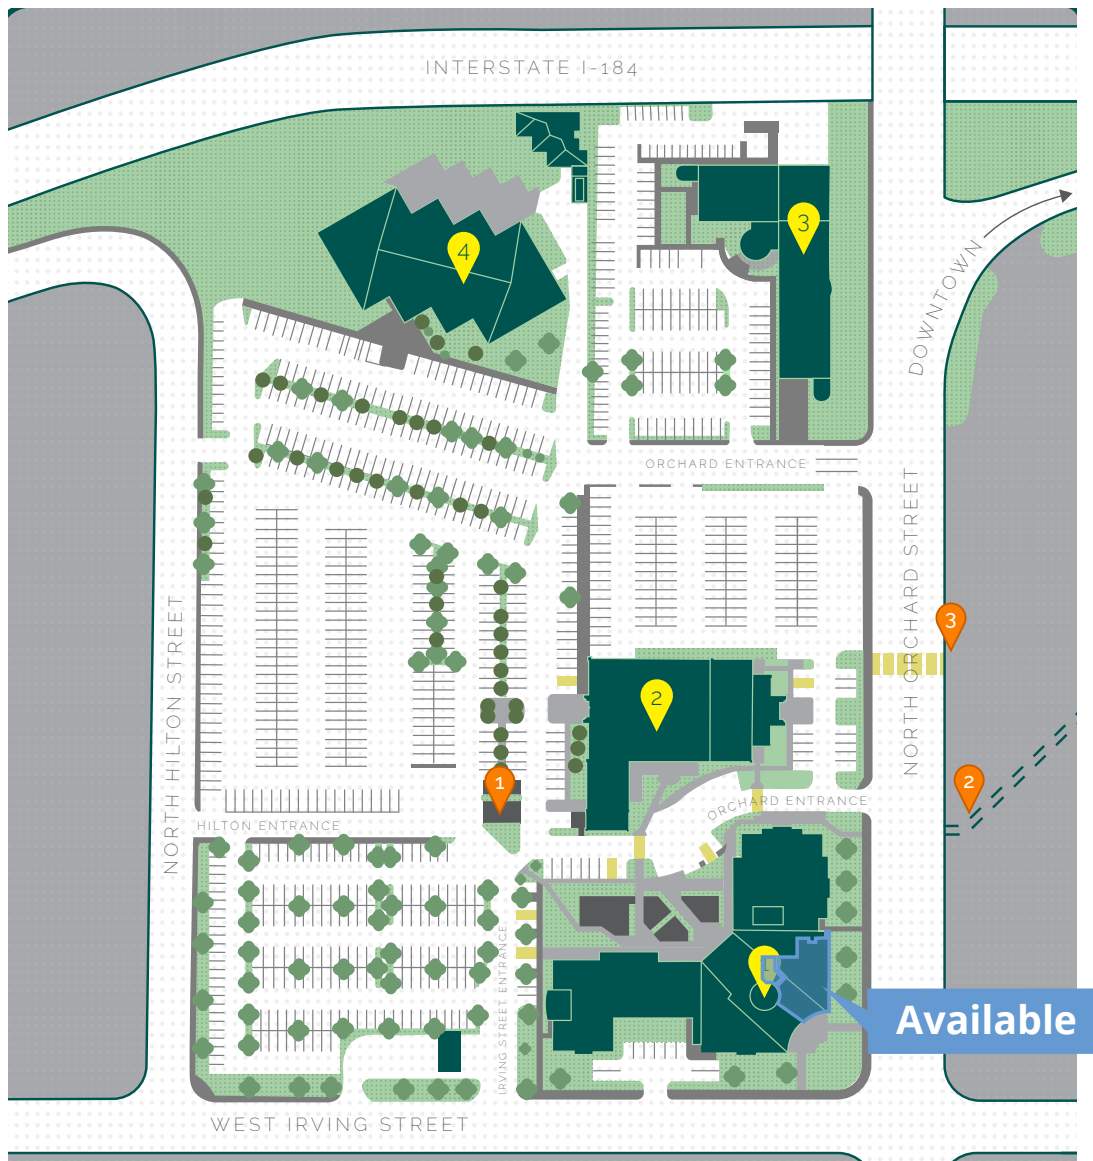 INTERSTATE I-184
3
4
DOWNTOWN
ORCHARD ENTRANCE
NORTH ORCHARD STREET
NORTH HILTON STREET
3
2
1
2
ORCHARD ENTRANCE
HILTON ENTRANCE
IRVING STREET ENTRANCE
1
Available
WEST IRVING STREET